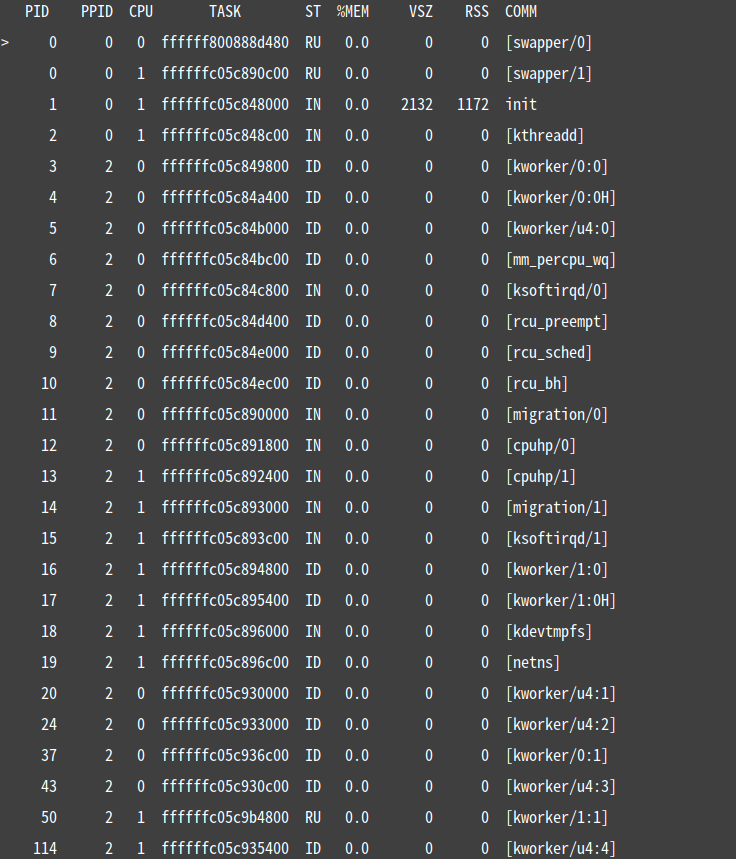 PID PPID CPU TASK ST %MEM VSZ RSS COMM
> 0 0 0 ffffff800888d480 RU 0.0 0 0 [swapper/0]
0 0 1 ffffffc05c890c00 RU 0.0 0 0 [swapper/1]
1 0 1 ffffffc05c848000 IN 0.0 2132 1172 init
2 0 1 ffffffc05c848c00 IN 0.0 0 0 [kthreadd]
3 2 0 ffffffc05c849800 ID 0.0 0 0 [kworker/0:0]
4 2 0 ffffffc05c84a400 ID 0.0 0 0 [kworker/0:0H]
5 2 0 ffffffc05c84b000 ID 0.0 0 0 [kworker/u4:0]
6 2 0 ffffffc05c84bc00 ID 0.0 0 0 [mm_percpu_wq]
7 2 0 ffffffc05c84c800 IN 0.0 0 0 [ksoftirqd/0]
8 2 0 ffffffc05c84d400 ID 0.0 0 0 [rcu_preempt]
9 2 0 ffffffc05c84e000 ID 0.0 0 0 [rcu_sched]
10 2 0 ffffffc05c84ec00 ID 0.0 0 0 [rcu_bh]
11 2 0 ffffffc05c890000 IN 0.0 0 0 [migration/0]
12 2 0 ffffffc05c891800 IN 0.0 0 0 [cpuhp/0]
13 2 1 ffffffc05c892400 IN 0.0 0 0 [cpuhp/1]
14 2 1 ffffffc05c893000 IN 0.0 0 0 [migration/1]
15 2 1 ffffffc05c893c00 IN 0.0 0 0 [ksoftirqd/1]
16 2 1 ffffffc05c894800 ID 0.0 0 0 [kworker/1:0]
17 2 1 ffffffc05c895400 ID 0.0 0 0 [kworker/1:0H]
18 2 1 ffffffc05c896000 IN 0.0 0 0 [kdevtmpfs]
19 2 1 ffffffc05c896c00 ID 0.0 0 0 [netns]
20 2 0 ffffffc05c930000 ID 0.0 0 0 [kworker/u4:1]
24 2 0 ffffffc05c933000 ID 0.0 0 0 [kworker/u4:2]
37 2 0 ffffffc05c936c00 ID 0.0 0 0 [kworker/0:1]
43 2 0 ffffffc05c930c00 ID 0.0 0 0 [kworker/u4:3]
50 2 1 ffffffc05c9b4800 RU 0.0 0 0 [kworker/1:1]
114 2 1 ffffffc05c935400 ID 0.0 0 0 [kworker/u4:4]